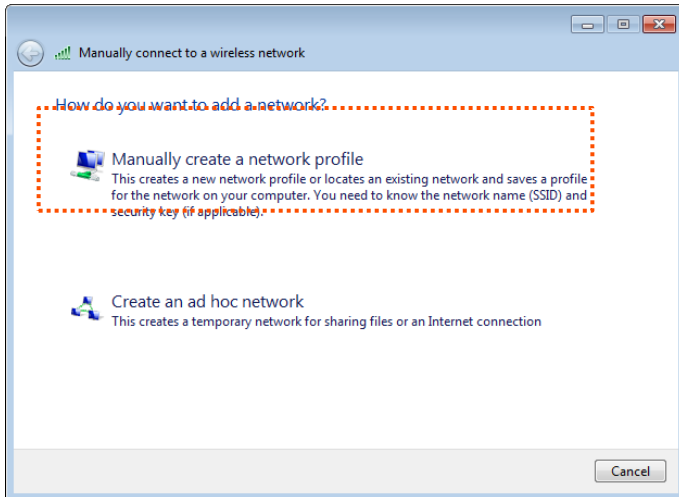 Manually connect to a wireless network
How do you want to add a network?
Manually create a network profile
This creates a new network profile or locates an existing network and saves a profile
for the network on your computer. You need to know the network name (SSID) and
security key (if applicable).
Create an ad hoc network
This creates a temporary network for sharing files or an Internet connection
Cancel